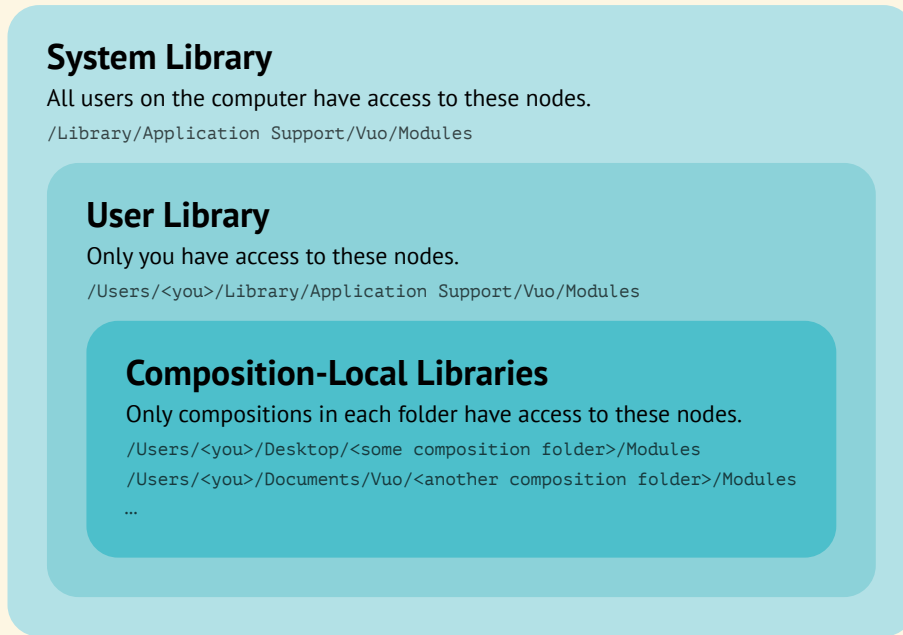 System Library
All users on the computer have access to these nodes.
/Library/Application Support/Vuo/Modules
User Library
Only you have access to these nodes.
/Users/<you>/Library/Application Support/Vuo/Modules
Composition-Local Libraries
Only compositions in each folder have access to these nodes.
/Users/<you>/Desktop/<some composition folder>/Modules
/Users/<you>/Documents/Vuo/<another composition folder>/Modules
…